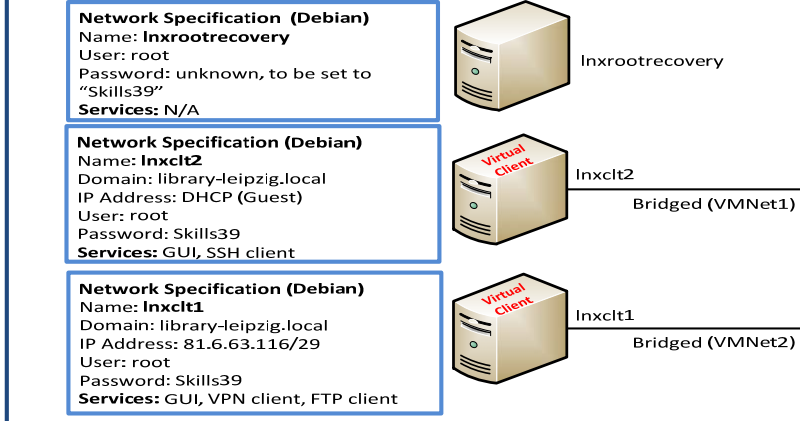 Network Specification (Debian)
Name: lnxrootrecovery
User: root
Password: unknown, to be set to
“Skills39”
Services: N/A
lnxrootrecovery
Network Specification (Debian)
Name: lnxclt2
Domain: library-leipzig.local
IP Address: DHCP (Guest)
User: root
Password: Skills39
Services: GUI, SSH client
Virtual
Client
lnxclt2
Bridged (VMNet1)
Network Specification (Debian)
Name: lnxclt1
Domain: library-leipzig.local
IP Address: 81.6.63.116/29
User: root
Password: Skills39
Services: GUI, VPN client, FTP client
Virtual
Client
lnxclt1
Bridged (VMNet2)